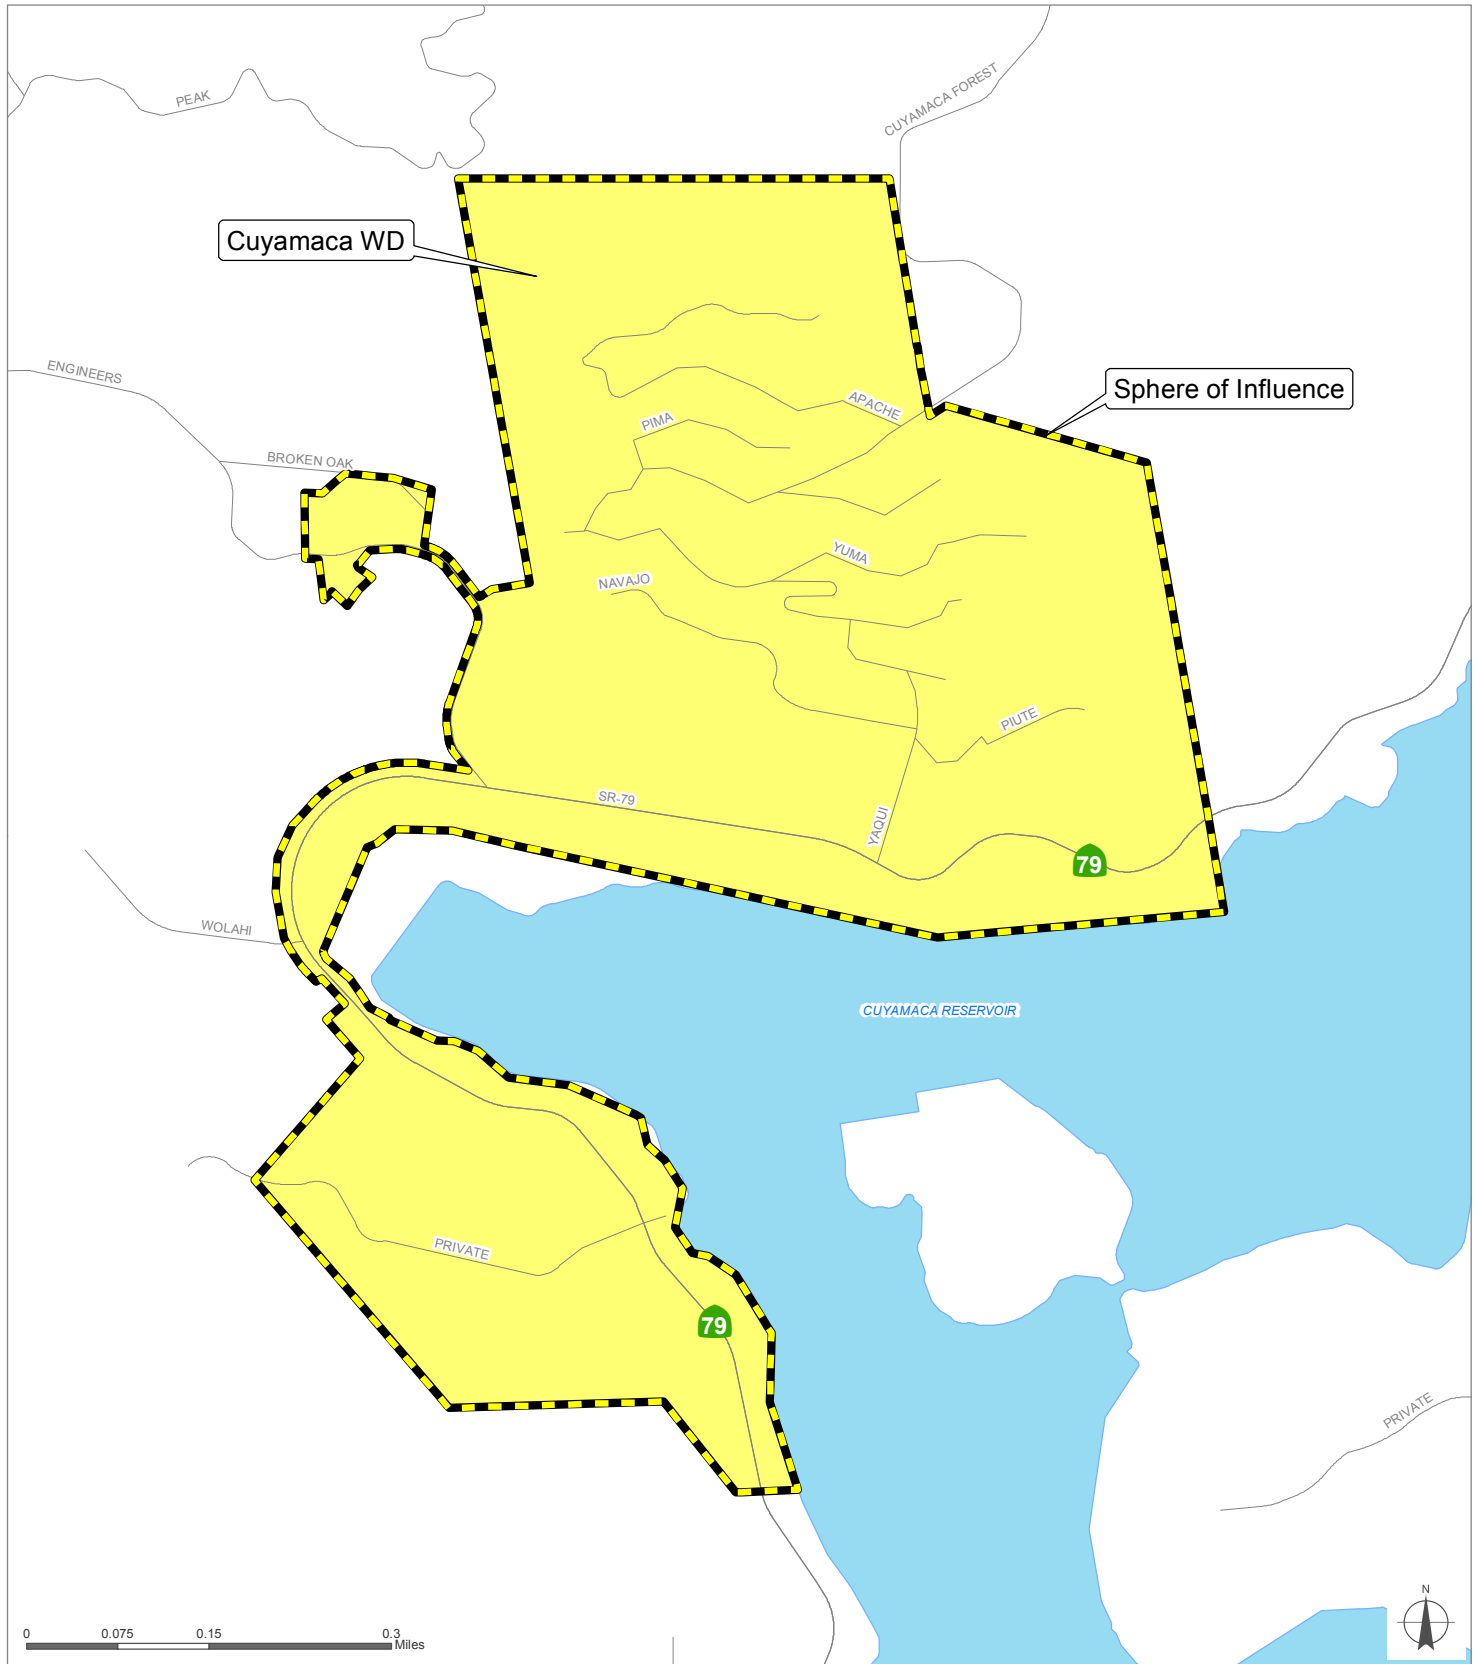 PEAK
CUYAMACA FOREST
Cuyamaca WD
ENGINEERS
Sphere of Influence
APACHE
PIMA
BROKEN OAK
YUMA
NAVAJO
PIUTE
SR-79
YAQUI
79
WOLAHI
CUYAMACA RESERVOIR
PRIVATE
79
PRIVATE
N
0 0.075 0.15 0.3
Miles